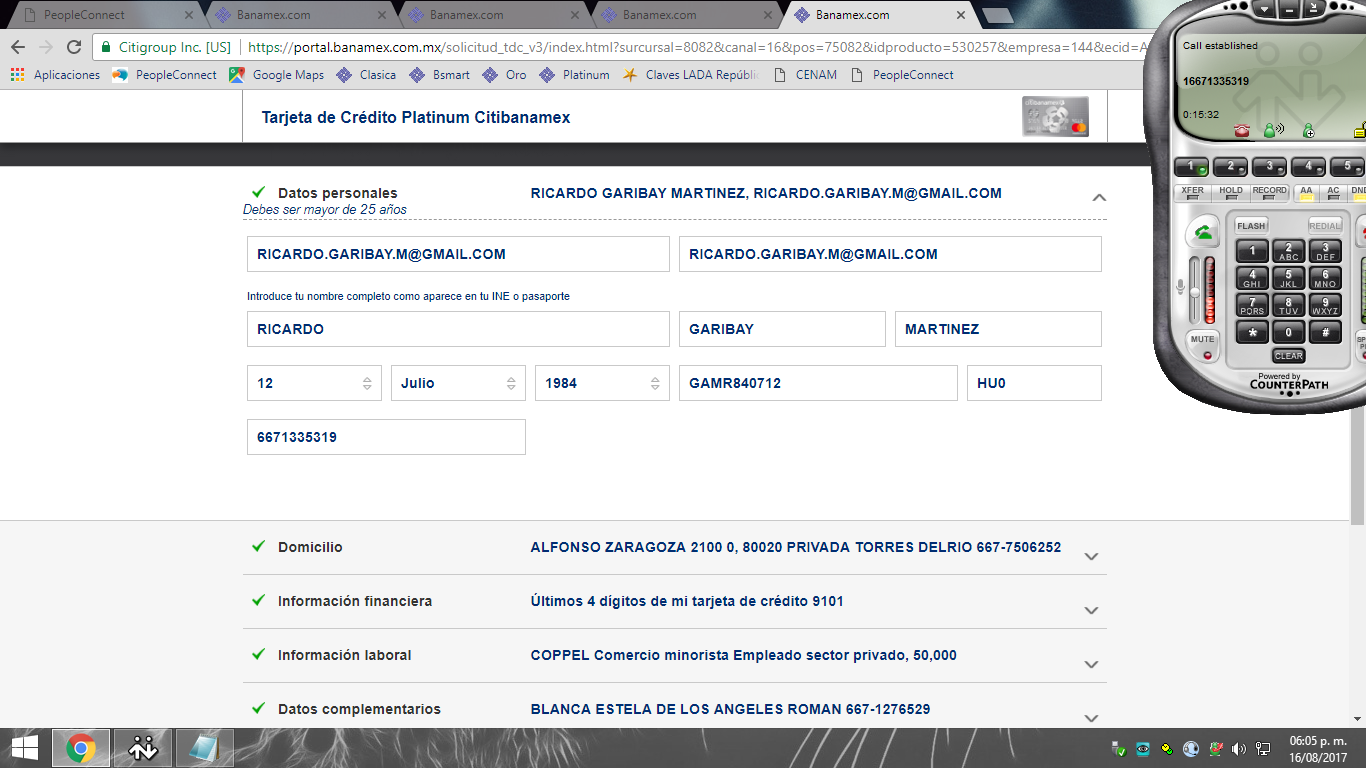 PeopleConnect
Banamex.com
Banamex.com
Banamex.com
Banamex.com
Citigroup Inc. [US] https://portal.banamex.com.mx/solicitud_tdc_v3/index.html?sursursal=8082&canal=16&pos=75082&idproducto=530257&empresa=144&ecid=A
Aplicaciones PeopleConnect Google Maps Clasica Bsmart Oro Platinum Claves LADA Repúblic CENAM PeopleConnect
Tarjeta de Crédito Platinum Citibanamex
citibanamex
Datos personales RICARDO GARIBAY MARTINEZ, RICARDO.GARIBAY.M@GMAIL.COM
Debes ser mayor de 25 años
RICARDO.GARIBAY.M@GMAIL.COM RICARDO.GARIBAY.M@GMAIL.COM
Introduce tu nombre completo como aparece en tu INE o pasaporte
RICARDO GARIBAY MARTINEZ
12 Julio 1984 GAMR840712 HU0
6671335319
Domicilio ALFONSO ZARAGOZA 2100 0, 80020 PRIVADA TORRES DELRIO 667-7506252
Información financiera Últimos 4 dígitos de mi tarjeta de crédito 9101
Información laboral COPPEL Comercio minorista Empleado sector privado, 50,000
Datos complementarios BLANCA ESTELA DE LOS ANGELES ROMAN 667-1276529
Call established
16671335319
0:15:32
1 2 3 4 5
XFER HOLD RECORD AA AC DND
FLASH REDIAL
1 2 ABC 3 DEF
4 GHI 5 JKL 6 MNO
7 PQRS 8 TUV 9 WXYZ
* 0 #
MUTE
CLEAR
Powered by
COUNTERPATH
06:05 p. m.
16/08/2017